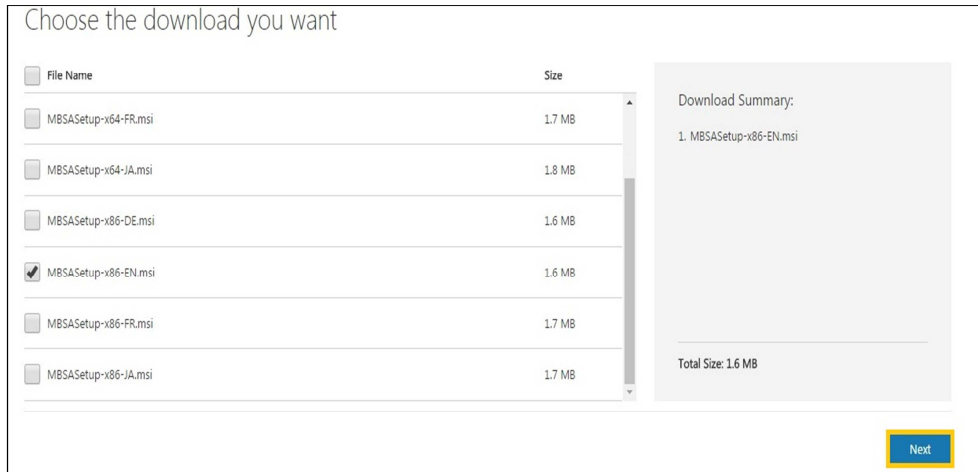 Choose the download you want
File Name Size
MBSASetup-x64-FR.msi 1.7 MB
MBSASetup-x64-JA.msi 1.8 MB
MBSASetup-x86-DE.msi 1.6 MB
MBSASetup-x86-EN.msi 1.6 MB
MBSASetup-x86-FR.msi 1.7 MB
MBSASetup-x86-JA.msi 1.7 MB
Download Summary:
1. MBSASetup-x86-EN.msi
Total Size: 1.6 MB
Next